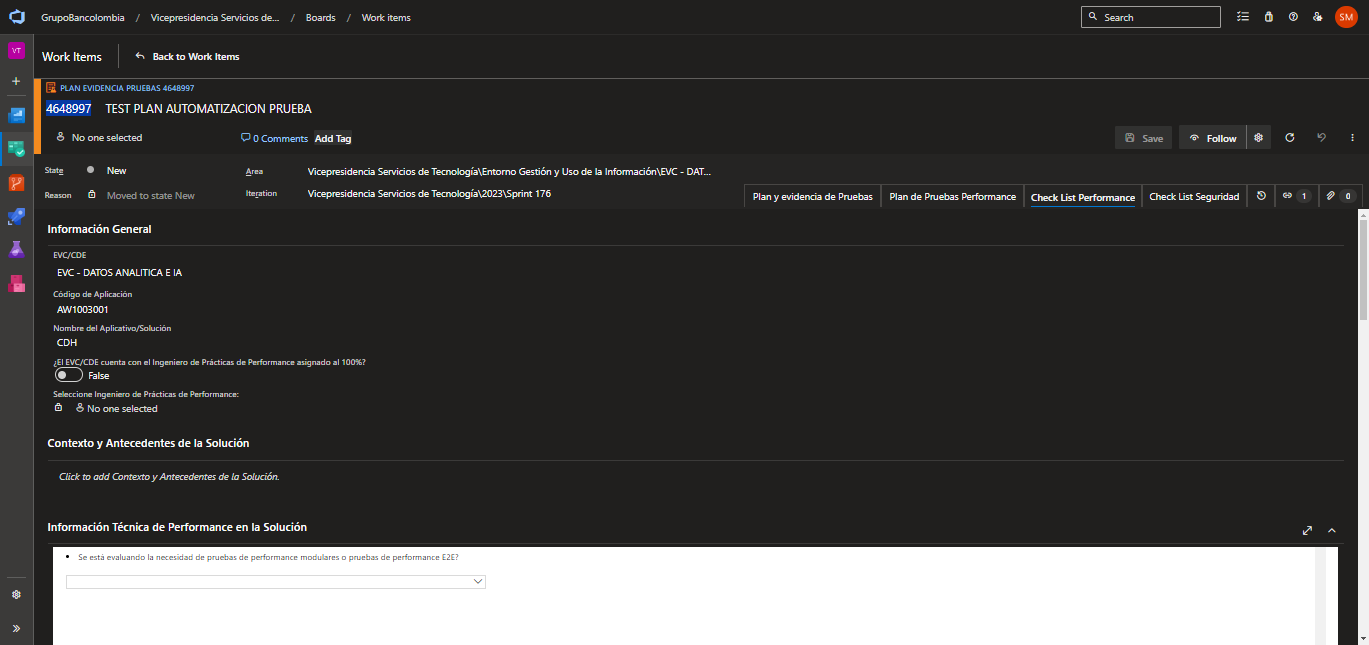 GrupoBancolombia / Vicepresidencia Servicios de... / Boards / Work items
Search
SM
VT
Work Items
Back to Work Items
PLAN EVIDENCIA PRUEBAS 4648997
4648997 TEST PLAN AUTOMATIZACION PRUEBA
No one selected
0 Comments
Add Tag
Save
Follow
State New
Area Vicepresidencia Servicios de Tecnología\Entorno Gestión y Uso de la Información\EVC - DAT...
Reason Moved to state New
Iteration Vicepresidencia Servicios de Tecnología\2023\Sprint 176
Plan y evidencia de Pruebas
Plan de Pruebas Performance
Check List Performance
Check List Seguridad
1
0
Información General
EVC/CDE
EVC - DATOS ANALITICA E IA
Código de Aplicación
AW1003001
Nombre del Aplicativo/Solución
CDH
¿El EVC/CDE cuenta con el Ingeniero de Prácticas de Performance asignado al 100%?
False
Seleccione Ingeniero de Prácticas de Performance:
No one selected
Contexto y Antecedentes de la Solución
Click to add Contexto y Antecedentes de la Solución.
Información Técnica de Performance en la Solución
• Se está evaluando la necesidad de pruebas de performance modulares o pruebas de performance E2E?